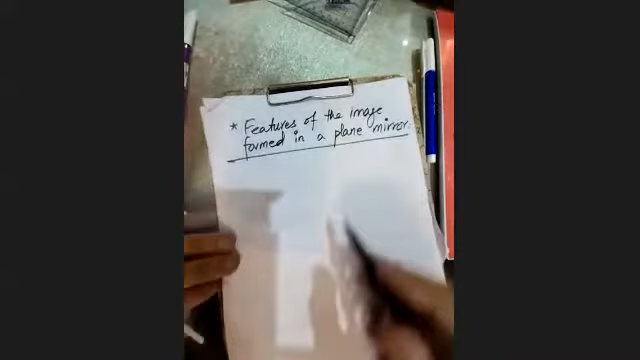 * Features of the image
formed in a plane mirror.